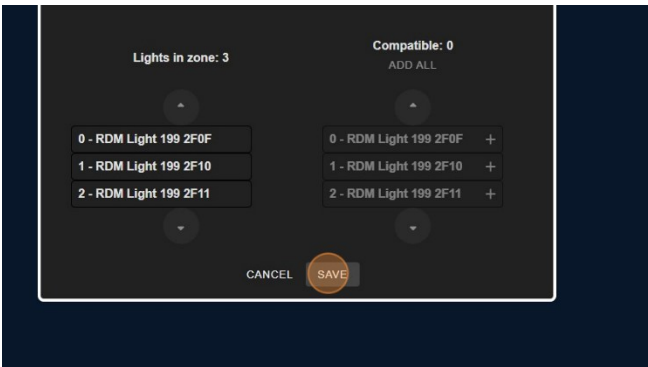 Lights in zone: 3
Compatible: 0
ADD ALL
0 - RDM Light 199 2F0F
1 - RDM Light 199 2F10
2 - RDM Light 199 2F11
0 - RDM Light 199 2F0F +
1 - RDM Light 199 2F10 +
2 - RDM Light 199 2F11 +
CANCEL
SAVE